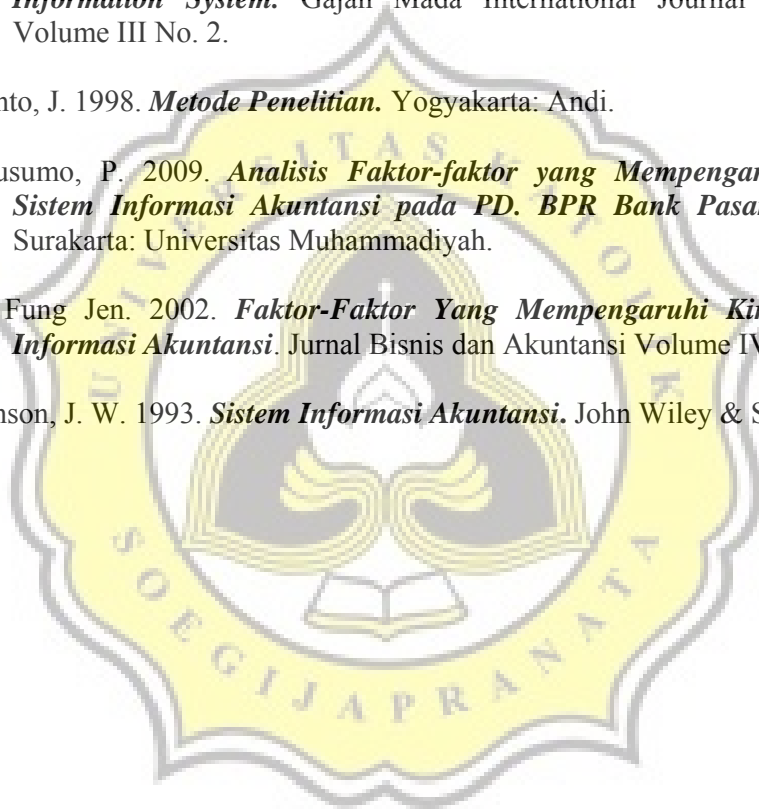 Information System. Gajah Mada International Journal
Volume III No. 2.
nto, J. 1998. Metode Penelitian. Yogyakarta: Andi.
usumo, P. 2009. Analisis Faktor-faktor yang Mempengar
Sistem Informasi Akuntansi pada PD. BPR Bank Pasa
Surakarta: Universitas Muhammadiyah.
Fung Jen. 2002. Faktor-Faktor Yang Mempengaruhi Ki
Informasi Akuntansi. Jurnal Bisnis dan Akuntansi Volume IV
nson, J. W. 1993. Sistem Informasi Akuntansi. John Wiley & S
UNIVERSITAS KATOLIK
SOEGIJAPRANATA